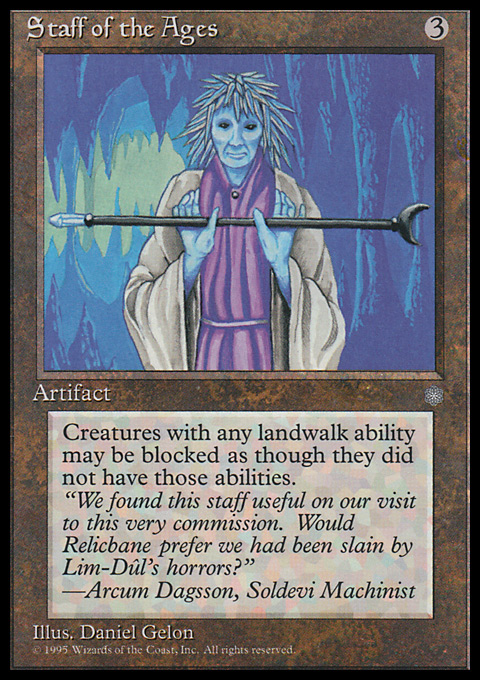 Staff of the Ages
3
Artifact
Creatures with any landwalk ability
may be blocked as though they did
not have those abilities.
“We found this staff useful on our visit
to this very commission. Would
Relicbane prefer we had been slain by
Lim-Dûl's horrors?”
—Arcum Dagsson, Soldevi Machinist
Illus. Daniel Gelon
© 1995 Wizards of the Coast, Inc. All rights reserved.